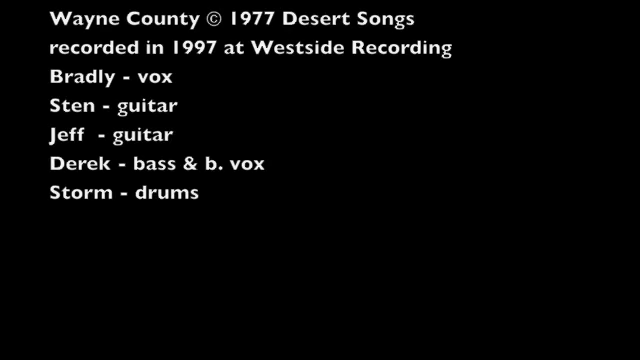 Wayne County © 1977 Desert Songs
recorded in 1997 at Westside Recording
Bradly - vox
Sten - guitar
Jeff  - guitar
Derek - bass & b. vox
Storm - drums